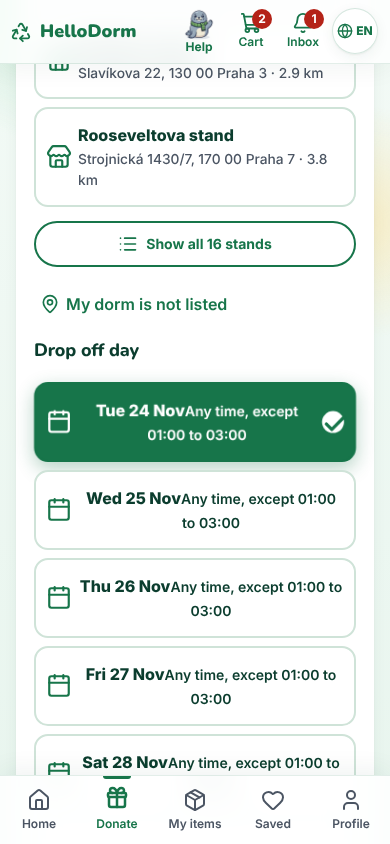 HelloDorm
Help
2
Cart
1
Inbox
EN
Slavíkova 22, 130 00 Praha 3 · 2.9 km
Rooseveltova stand
Strojnická 1430/7, 170 00 Praha 7 · 3.8
km
Show all 16 stands
My dorm is not listed
Drop off day
Tue 24 NovAny time, except
01:00 to 03:00
Wed 25 NovAny time, except 01:00
to 03:00
Thu 26 NovAny time, except 01:00 to
03:00
Fri 27 NovAny time, except 01:00 to
03:00
Sat 28 NovAny time, except 01:00 to
Home
Donate
My items
Saved
Profile